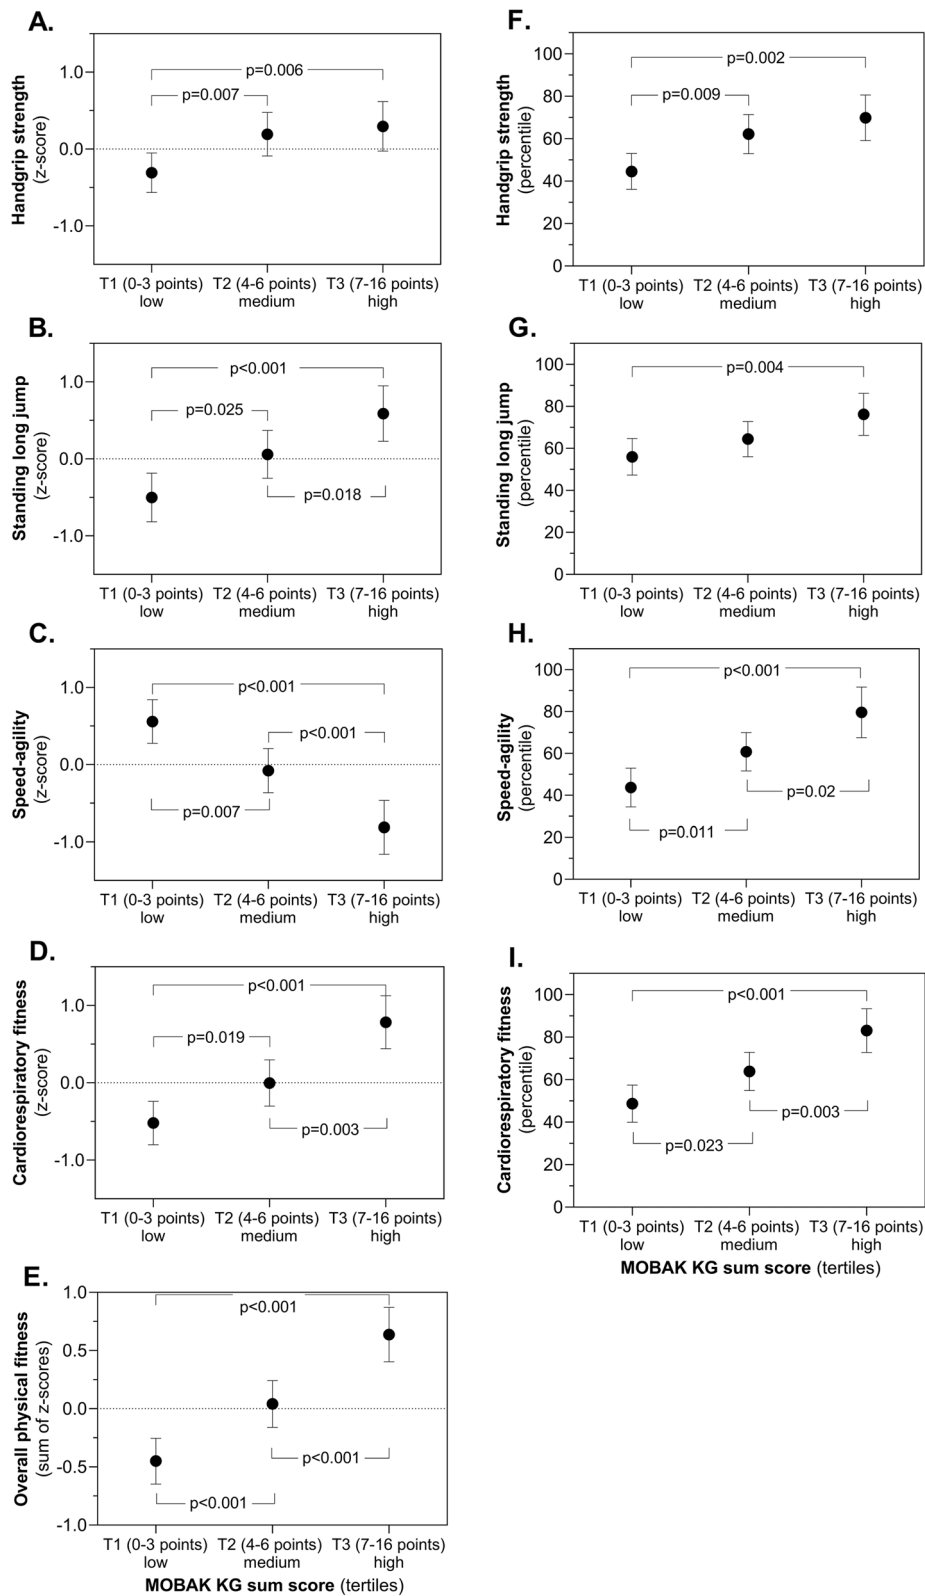 A.
Handgrip strength
(z-score)
1.0
0.0
-1.0
p=0.006
p=0.007
T1 (0-3 points) T2 (4-6 points) T3 (7-16 points)
low medium high
B.
Standing long jump
(z-score)
1.0
0.0
-1.0
p<0.001
p=0.025
p=0.018
T1 (0-3 points) T2 (4-6 points) T3 (7-16 points)
low medium high
C.
Speed-agility
(z-score)
1.0
0.0
-1.0
p<0.001
p<0.001
p=0.007
T1 (0-3 points) T2 (4-6 points) T3 (7-16 points)
low medium high
D.
Cardiorespiratory fitness
(z-score)
1.0
0.0
-1.0
p<0.001
p=0.019
p=0.003
T1 (0-3 points) T2 (4-6 points) T3 (7-16 points)
low medium high
E.
Overall physical fitness
(sum of z-scores)
1.0
0.5
0.0
-0.5
-1.0
p<0.001
p<0.001
p<0.001
T1 (0-3 points) T2 (4-6 points) T3 (7-16 points)
low medium high
MOBAK KG sum score (tertiles)
F.
Handgrip strength
(percentile)
100
80
60
40
20
0
p=0.002
p=0.009
T1 (0-3 points) T2 (4-6 points) T3 (7-16 points)
low medium high
G.
Standing long jump
(percentile)
100
80
60
40
20
0
p=0.004
T1 (0-3 points) T2 (4-6 points) T3 (7-16 points)
low medium high
H.
Speed-agility
(percentile)
100
80
60
40
20
0
p<0.001
p=0.02
p=0.011
T1 (0-3 points) T2 (4-6 points) T3 (7-16 points)
low medium high
I.
Cardiorespiratory fitness
(percentile)
100
80
60
40
20
0
p<0.001
p=0.003
p=0.023
T1 (0-3 points) T2 (4-6 points) T3 (7-16 points)
low medium high
MOBAK KG sum score (tertiles)